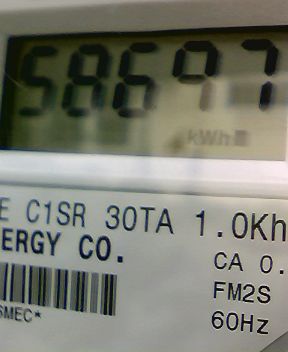 58697
kWh
E C1SR 30TA 1.0Kh
ERGY CO.
CA 0.
FM2S
SMEC*
60Hz